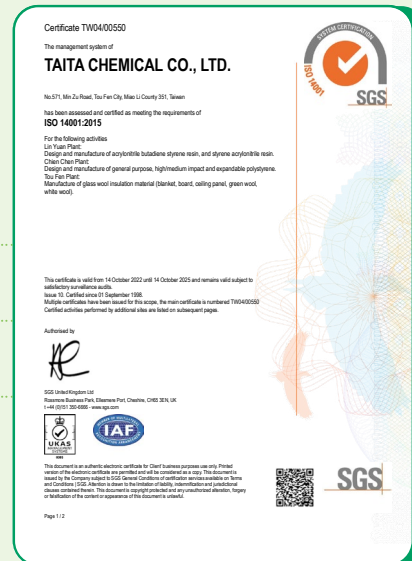 Certificate TW04/00550
The management system of
TAITA CHEMICAL CO., LTD.
No.571, Min Zu Road, Tou Fen City, Miao Li County 351, Taiwan
has been assessed and certified as meeting the requirements of
ISO 14001:2015
For the following activities
Lin Yuan Plant:
Design and manufacture of acrylonitrile butadiene styrene resin, and styrene acrylonitrile resin.
Chien Chen Plant:
Design and manufacture of general purpose, high/medium impact and expandable polystyrene.
Tou Fen Plant:
Manufacture of glass wool insulation material (blanket, board, ceiling panel, green wool,
white wool).
This certificate is valid from 14 October 2022 until 14 October 2025 and remains valid subject to
satisfactory surveillance audits.
Issue 10. Certified since 01 September 1998.
Multiple certificates have been issued for this scope, the main certificate is numbered TW04/00550
Certified activities performed by additional sites are listed on subsequent pages.
Authorised by
SGS United Kingdom Ltd
Rossmore Business Park, Ellesmere Port, Cheshire, CH65 3EN, UK
t +44 (0)151 350-6666 - www.sgs.com
UKAS
MANAGEMENT
SYSTEMS
IAF
This document is an authentic electronic certificate for Client' business purposes use only. Printed
version of the electronic certificate are permitted and will be considered as a copy. This document is
issued by the Company subject to SGS General Conditions of certification services available on Terms
and Conditions | SGS. Attention is drawn to the limitation of liability, indemnification and jurisdictional
clauses contained therein. This document is copyright protected and any unauthorized alteration, forgery
or falsification of the content or appearance of this document is unlawful.
Page 1 / 2
SYSTEM CERTIFICATION
ISO 14001
SGS
SGS